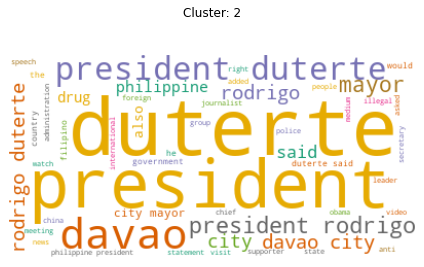 Cluster: 2
speech
the
country
administration
president duterte
right
added
people
would
mayor
drug
philippine
foreign
rodrigo
journalist
medium
illegal
asked
also
group
police
filipino
international
duterte
secretary
rodrigo duterte
he
government
said
duterte said
watch
president
leader
city mayor
chief
obama
video
china
meeting
news
davao
president rodrigo
city
davao city
anti
philippine president
statement
visit
supporter
state